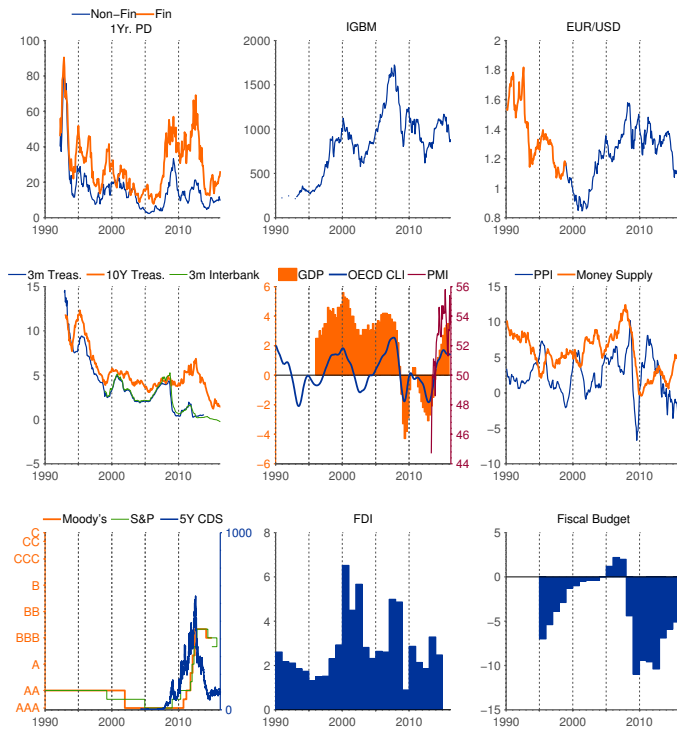 Non-Fin Fin
1Yr. PD
100
80
60
40
20
0
1990 2000 2010
IGBM
2000
1500
1000
500
0
1990 2000 2010
EUR/USD
2
1.8
1.6
1.4
1.2
1
0.8
1990 2000 2010
3m Treas. 10Y Treas. 3m Interbank
15
10
5
0
−5
1990 2000 2010
GDP OECD CLI PMI
6 56
4 54
2 52
0 50
−2 48
−4 46
−6 44
1990 2000 2010
PPI Money Supply
15
10
5
0
−5
−10
1990 2000 2010
Moody's S&P 5Y CDS
C 1000
CC
CCC
B
BB
BBB
A
AA
AAA 0
1990 2000 2010
FDI
8
6
4
2
0
1990 2000 2010
Fiscal Budget
5
0
−5
−10
−15
1990 2000 2010